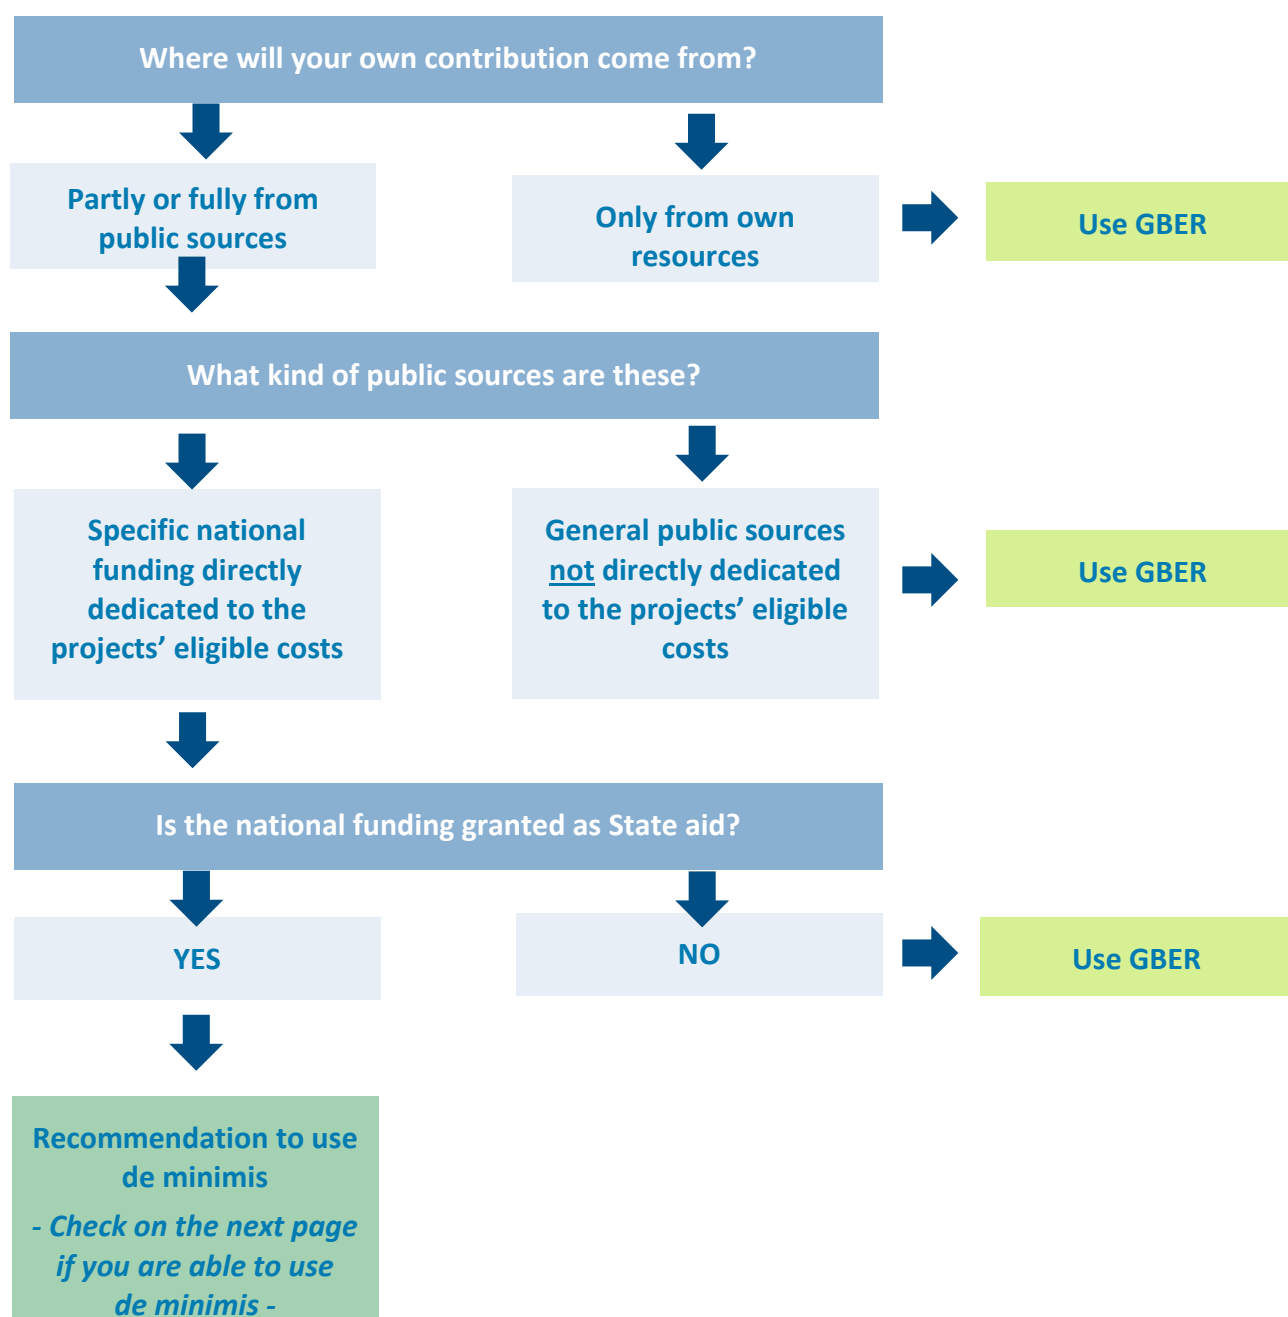 Where will your own contribution come from?
Partly or fully from
public sources
Only from own
resources
Use GBER
What kind of public sources are these?
Specific national
funding directly
dedicated to the
projects’ eligible costs
General public sources
not directly dedicated
to the projects’ eligible
costs
Use GBER
Is the national funding granted as State aid?
YES
NO
Use GBER
Recommendation to use
de minimis
- Check on the next page
if you are able to use
de minimis -